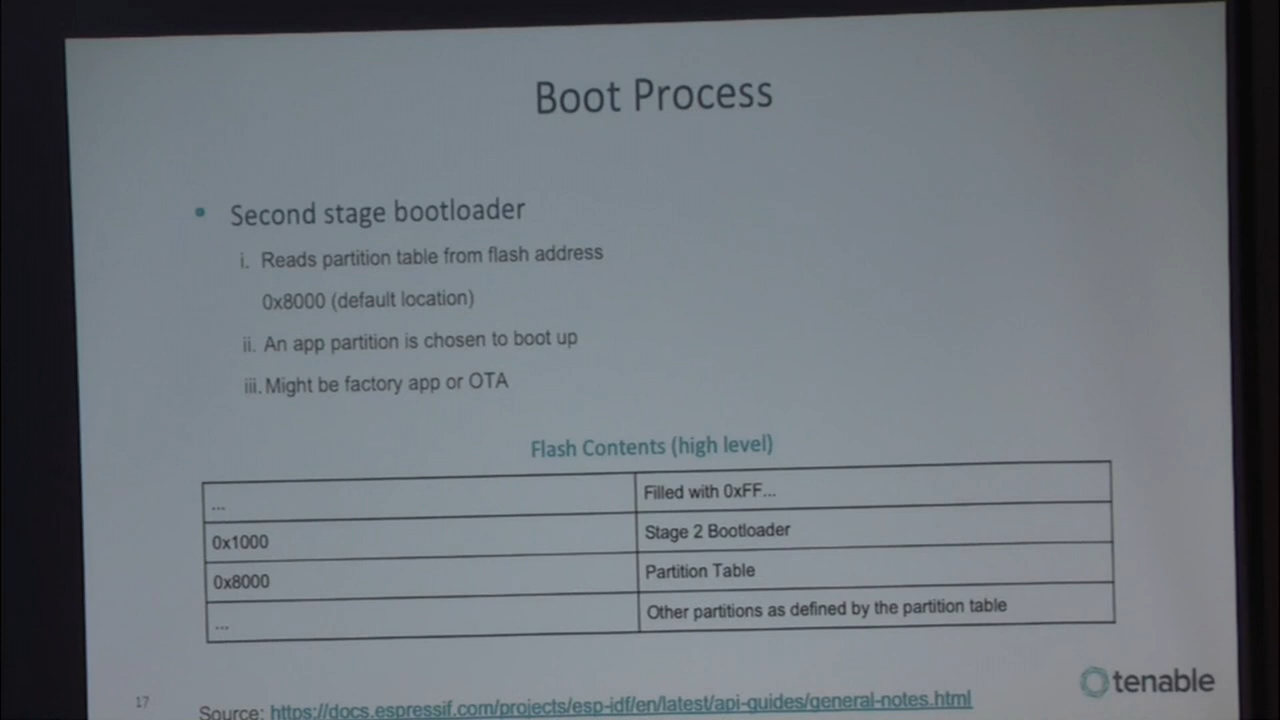 Boot Process
• Second stage bootloader
i. Reads partition table from flash address
0x8000 (default location)
ii. An app partition is chosen to boot up
iii. Might be factory app or OTA
Flash Contents (high level)
... Filled with 0xFF...
0x1000 Stage 2 Bootloader
0x8000 Partition Table
... Other partitions as defined by the partition table
17
Source: https://docs.espressif.com/projects/esp-idf/en/latest/api-guides/general-notes.html
tenable